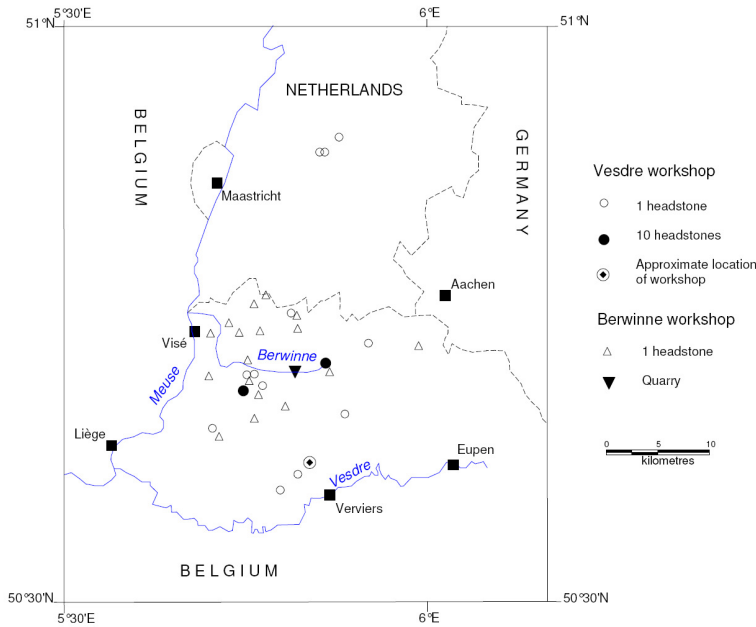 5°30'E
6°E
51°N
51°N
NETHERLANDS
BELGIUM
GERMANY
Maastricht
Aachen
Visé
Berwinne
Meuse
Liège
Eupen
Vesdre
Verviers
BELGIUM
50°30'N
50°30'N
5°30'E
6°E
Vesdre workshop
1 headstone
10 headstones
Approximate location
of workshop
Berwinne workshop
1 headstone
Quarry
0 5 10
kilometres